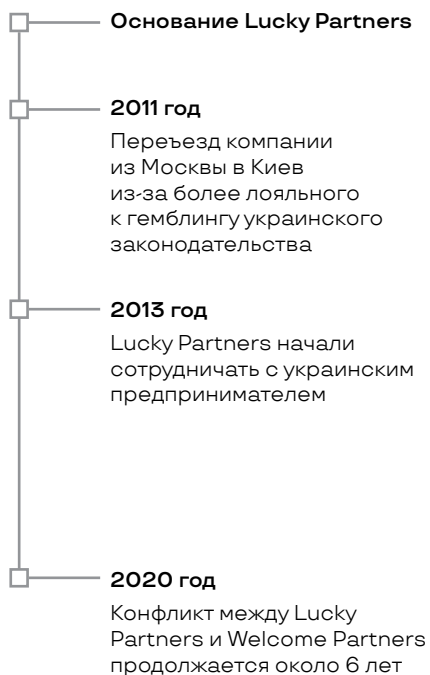 Основание Lucky Partners
2011 год
Переъезд компании
из Москвы в Киев
из-за более лояльного
к гемблингу украинского
законодательства
2013 год
Lucky Partners начали
сотрудничать с украинским
предпринимателем
2020 год
Конфликт между Lucky
Partners и Welcome Partners
продолжается около 6 лет